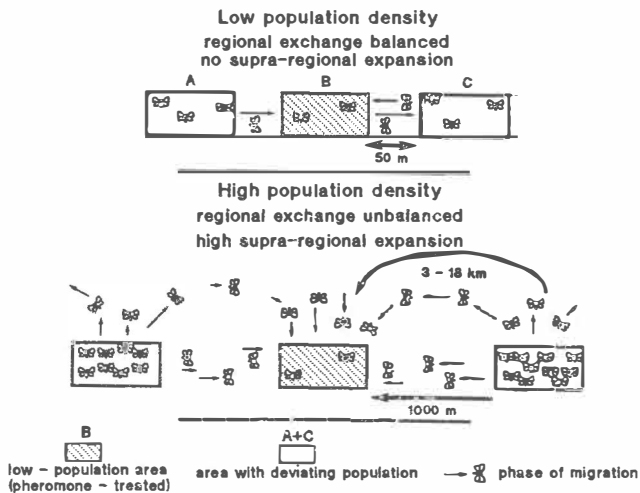 Low population density
regional exchange balanced
no supra-regional expansion
A B C
50 m
High population density
regional exchange unbalanced
high supra-regional expansion
3 - 18 km
1000 m
B
low - population area
(pheromone - treated)
A+C
area with deviating population
phase of migration